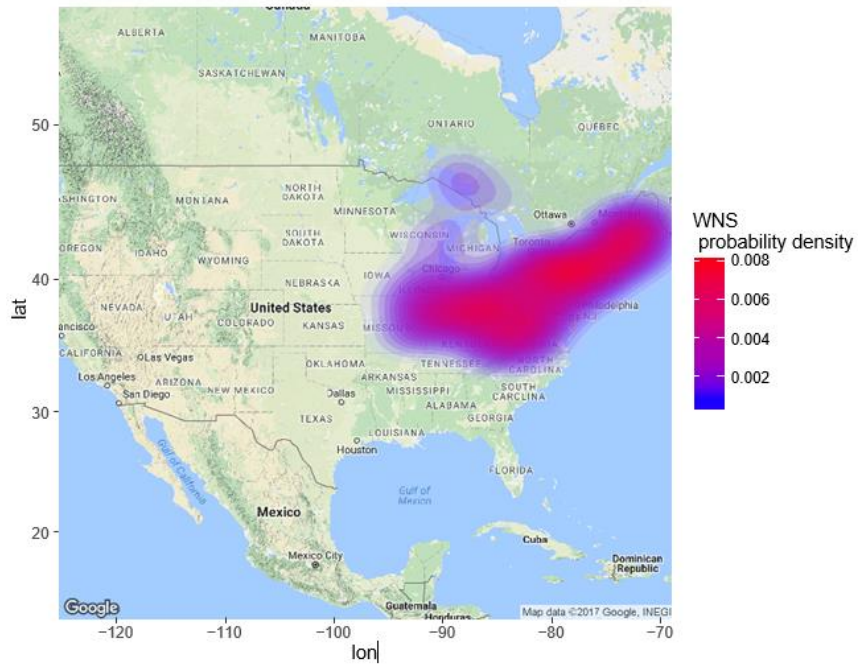 Canada
ALBERTA
MANITOBA
SASKATCHEWAN
ONTARIO
QUEBEC
50
NORTH
DAKOTA
MONTANA
MINNESOTA
Ottawa
SOUTH
DAKOTA
WISCONSIN
MICHIGAN
Toronto
OREGON
IDAHO
WYOMING
Chicago
IOWA
40
NEBRASKA
NEVADA
United States
UTAH
COLORADO
KANSAS
CALIFORNIA
Las Vegas
OKLAHOMA
TENNESSEE
NORTH
CAROLINA
Los Angeles
ARIZONA
NEW MEXICO
ARKANSAS
San Diego
Dallas
MISSISSIPPI
SOUTH
CAROLINA
ALABAMA
GEORGIA
30
TEXAS
LOUISIANA
Houston
FLORIDA
Gulf of
California
Gulf of
Mexico
Mexico
20
Cuba
Mexico City
Dominican
Republic
Guatemala
Honduras
Google
Map data ©2017 Google, INEGI
−120
−110
−100
−90
−80
−70
lon
lat
WNS
probability density
0.008
0.006
0.004
0.002